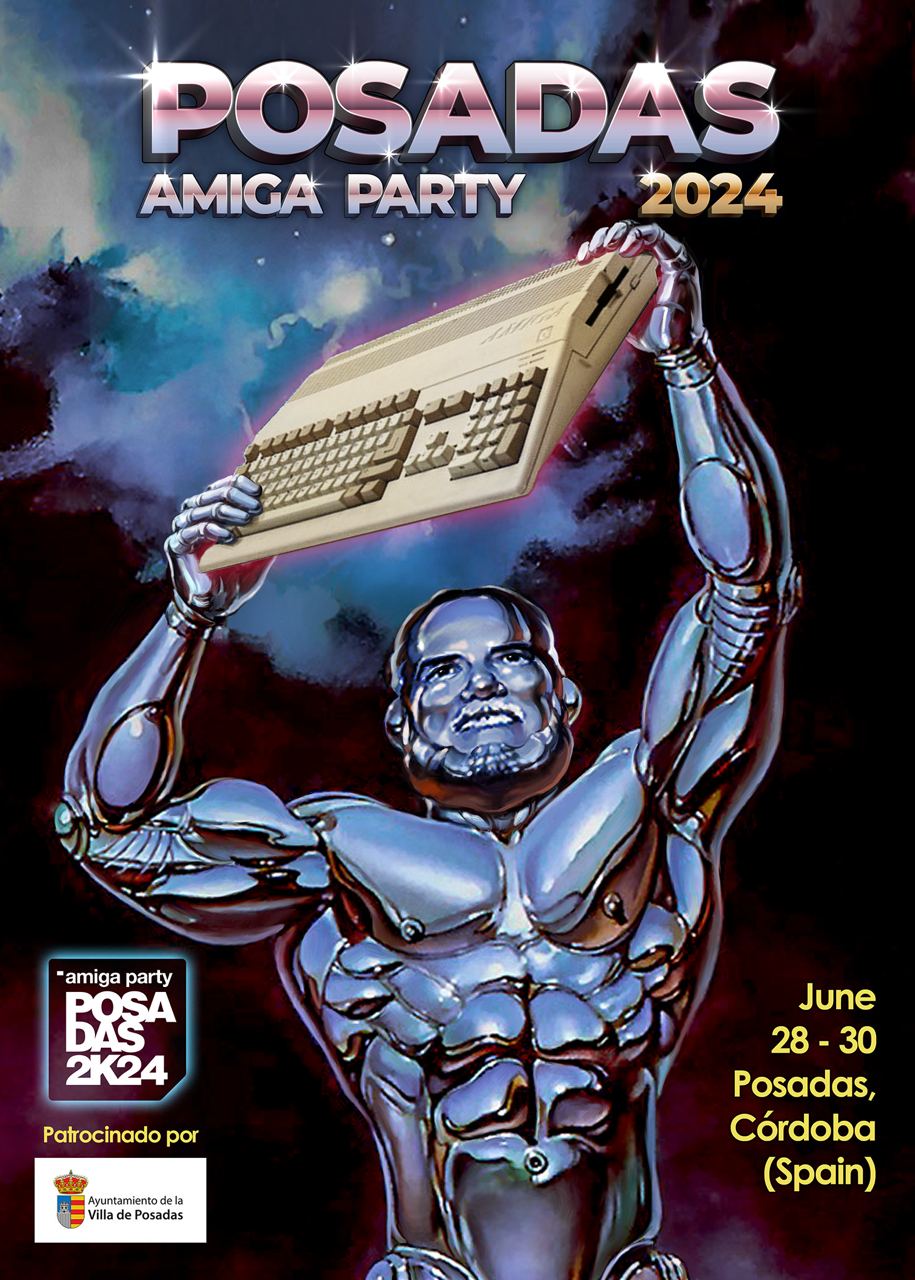 POSADAS
AMIGA PARTY 2024
AMIGA
amiga party
POSA
DAS
2K24
Patrocinado por
Ayuntamiento de la
Villa de Posadas
June
28 - 30
Posadas,
Córdoba
(Spain)